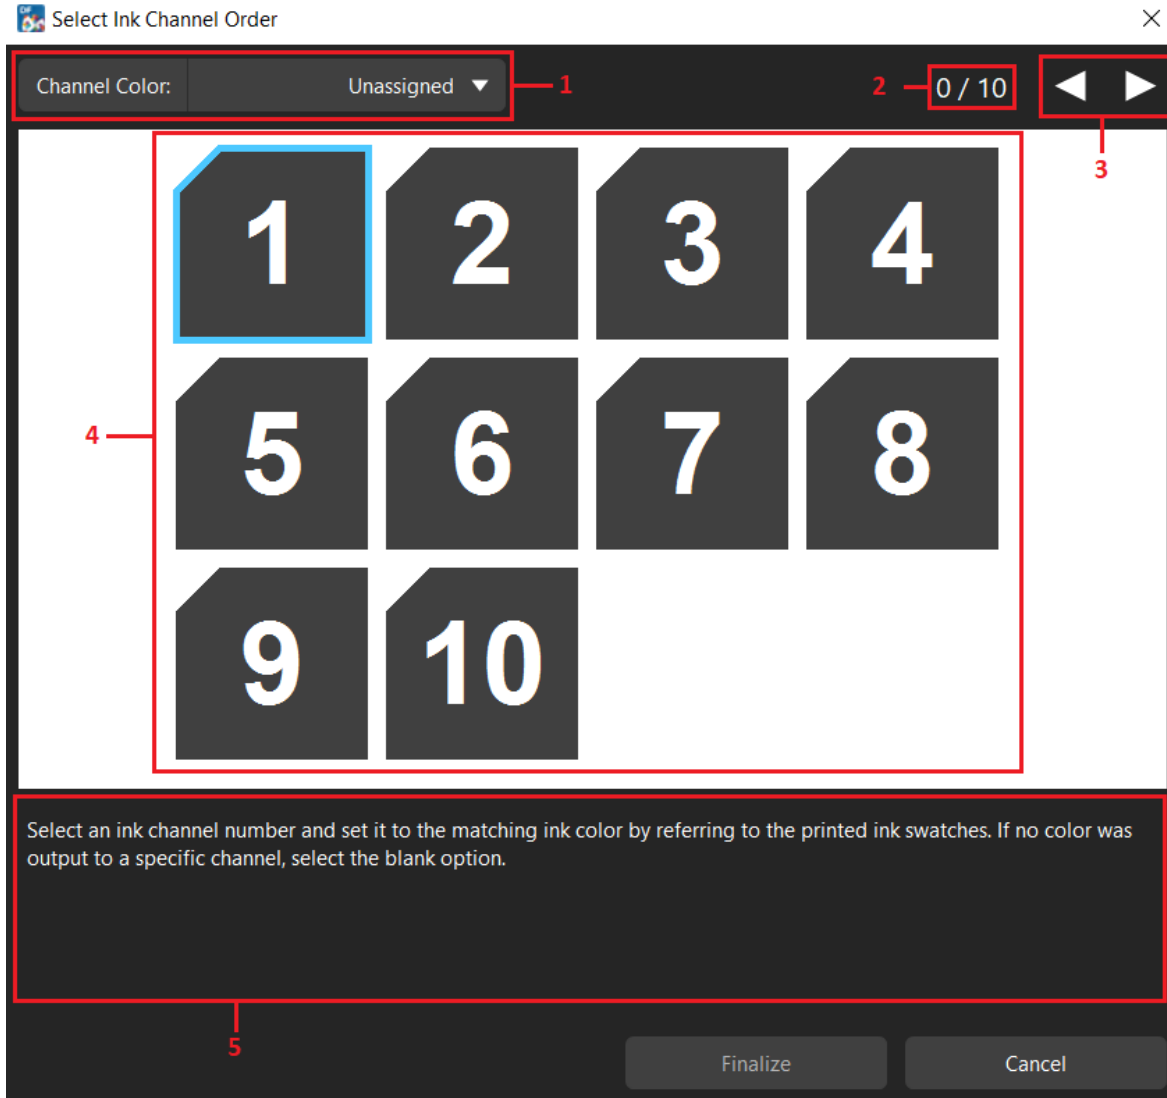 Select Ink Channel Order
Channel Color: Unassigned 1 2 0 / 10
3
1 2 3 4
4 5 6 7 8
9 10
Select an ink channel number and set it to the matching ink color by referring to the printed ink swatches. If no color was
output to a specific channel, select the blank option.
5
Finalize Cancel